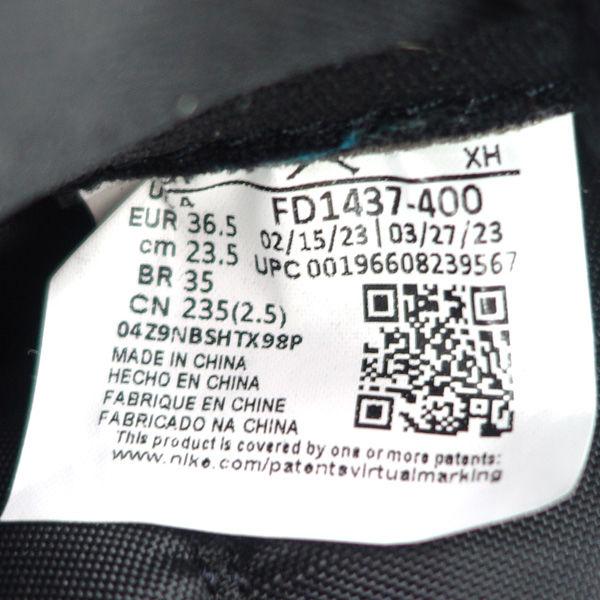 XH
EUR 36.5
cm 23.5
BR 35
CN 235(2.5)
04Z9NBSHTX98P
FD1437-400
02/15/23 | 03/27/23
UPC 00196608239567
MADE IN CHINA
HECHO EN CHINA
FABRIQUE EN CHINE
FABRICADO NA CHINA
This product is covered by one or more patents:
www.nike.com/patentsvirtualmarking